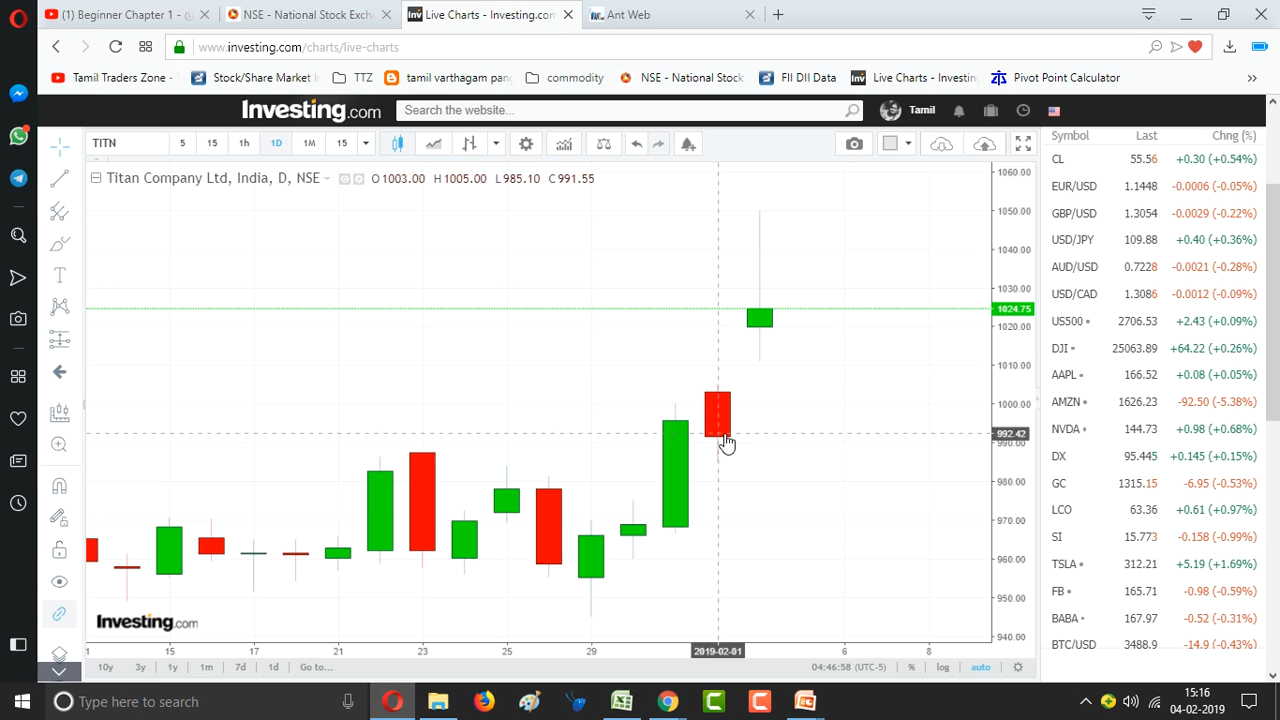 (1) Beginner Chapter 1 - @
NSE - National Stock Exch
Live Charts - Investing.com
Ant Web
www.investing.com/charts/live-charts
Tamil Traders Zone -
Stock/Share Market
TTZ
tamil varthagam pan
commodity
NSE - National Stock
FII DII Data
Live Charts - Investin
Pivot Point Calculator
Investing.com
Search the website...
Tamil
TITN
5
15
1h
1D
1M
15
Titan Company Ltd, India, D, NSE
O1003.00 H1005.00 L985.10 C991.55
1060.00
1050.00
1040.00
1030.00
1024.75
1020.00
1010.00
1000.00
992.42
990.00
980.00
970.00
960.00
950.00
940.00
Investing.com
15
17
21
23
25
29
2019-02-01
6
8
10y
3y
1y
1m
7d
1d
Go to...
04:46:58 (UTC-5)
%
log
auto
Symbol Last Chng (%)
CL 55.56 +0.30 (+0.54%)
EUR/USD 1.1448 -0.0006 (-0.05%)
GBP/USD 1.3054 -0.0029 (-0.22%)
USD/JPY 109.88 +0.40 (+0.36%)
AUD/USD 0.7228 -0.0021 (-0.28%)
USD/CAD 1.3086 -0.0012 (-0.09%)
US500 2706.53 +2.43 (+0.09%)
DJI 25063.89 +64.22 (+0.26%)
AAPL 166.52 +0.08 (+0.05%)
AMZN 1626.23 -92.50 (-5.38%)
NVDA 144.73 +0.98 (+0.68%)
DX 95.445 +0.145 (+0.15%)
GC 1315.15 -6.95 (-0.53%)
LCO 63.36 +0.61 (+0.97%)
SI 15.773 -0.158 (-0.99%)
TSLA 312.21 +5.19 (+1.69%)
FB 165.71 -0.98 (-0.59%)
BABA 167.97 -0.52 (-0.31%)
BTC/USD 3488.9 -14.9 (-0.43%)
Type here to search
15:16
04-02-2019